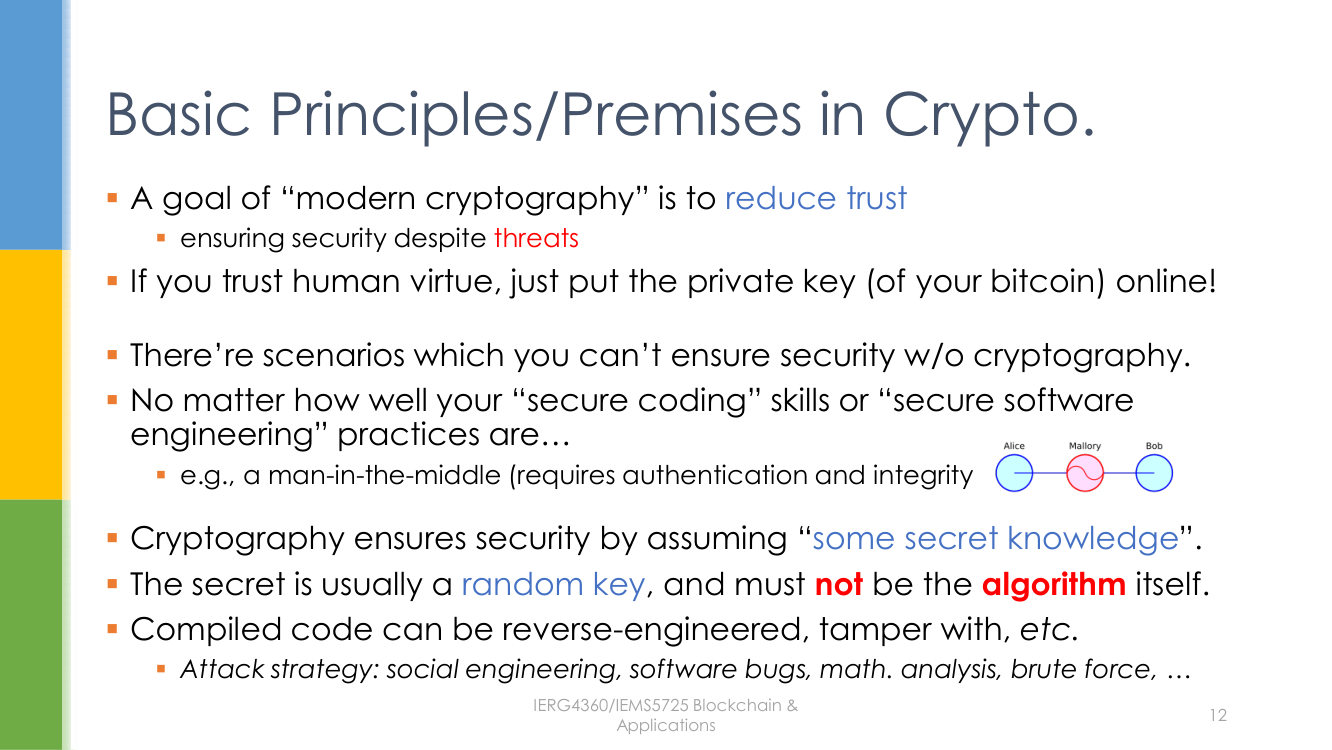 Basic Principles/Premises in Crypto.
▪ A goal of “modern cryptography” is to reduce trust
▪ ensuring security despite threats
▪ If you trust human virtue, just put the private key (of your bitcoin) online!
▪ There’re scenarios which you can’t ensure security w/o cryptography.
▪ No matter how well your “secure coding” skills or “secure software
engineering” practices are…
▪ e.g., a man-in-the-middle (requires authentication and integrity
Alice Mallory Bob
▪ Cryptography ensures security by assuming “some secret knowledge”.
▪ The secret is usually a random key, and must not be the algorithm itself.
▪ Compiled code can be reverse-engineered, tamper with, etc.
▪ Attack strategy: social engineering, software bugs, math. analysis, brute force, …
IERG4360/IEMS5725 Blockchain &
Applications
12